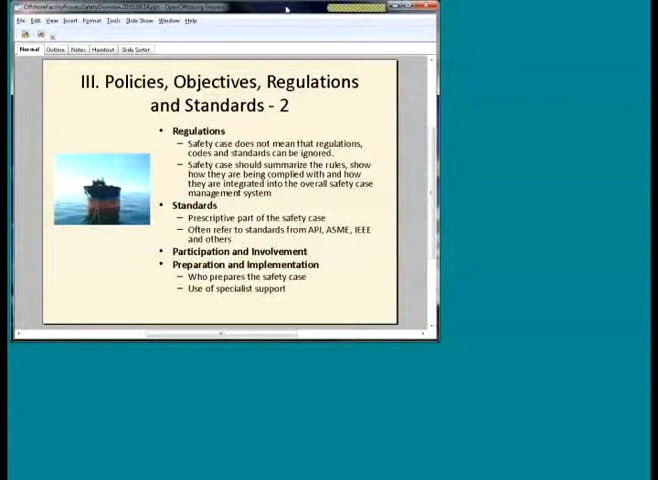 File Edit View Insert Format Tools Slide Show Window Help
Normal Outline Notes Handout Slide Sorter
III. Policies, Objectives, Regulations
and Standards - 2
• Regulations
– Safety case does not mean that regulations,
codes and standards can be ignored.
– Safety case should summarize the rules, show
how they are being complied with and how
they are integrated into the overall safety case
management system
• Standards
– Prescriptive part of the safety case
– Often refer to standards from API, ASME, IEEE
and others
• Participation and Involvement
• Preparation and Implementation
– Who prepares the safety case
– Use of specialist support